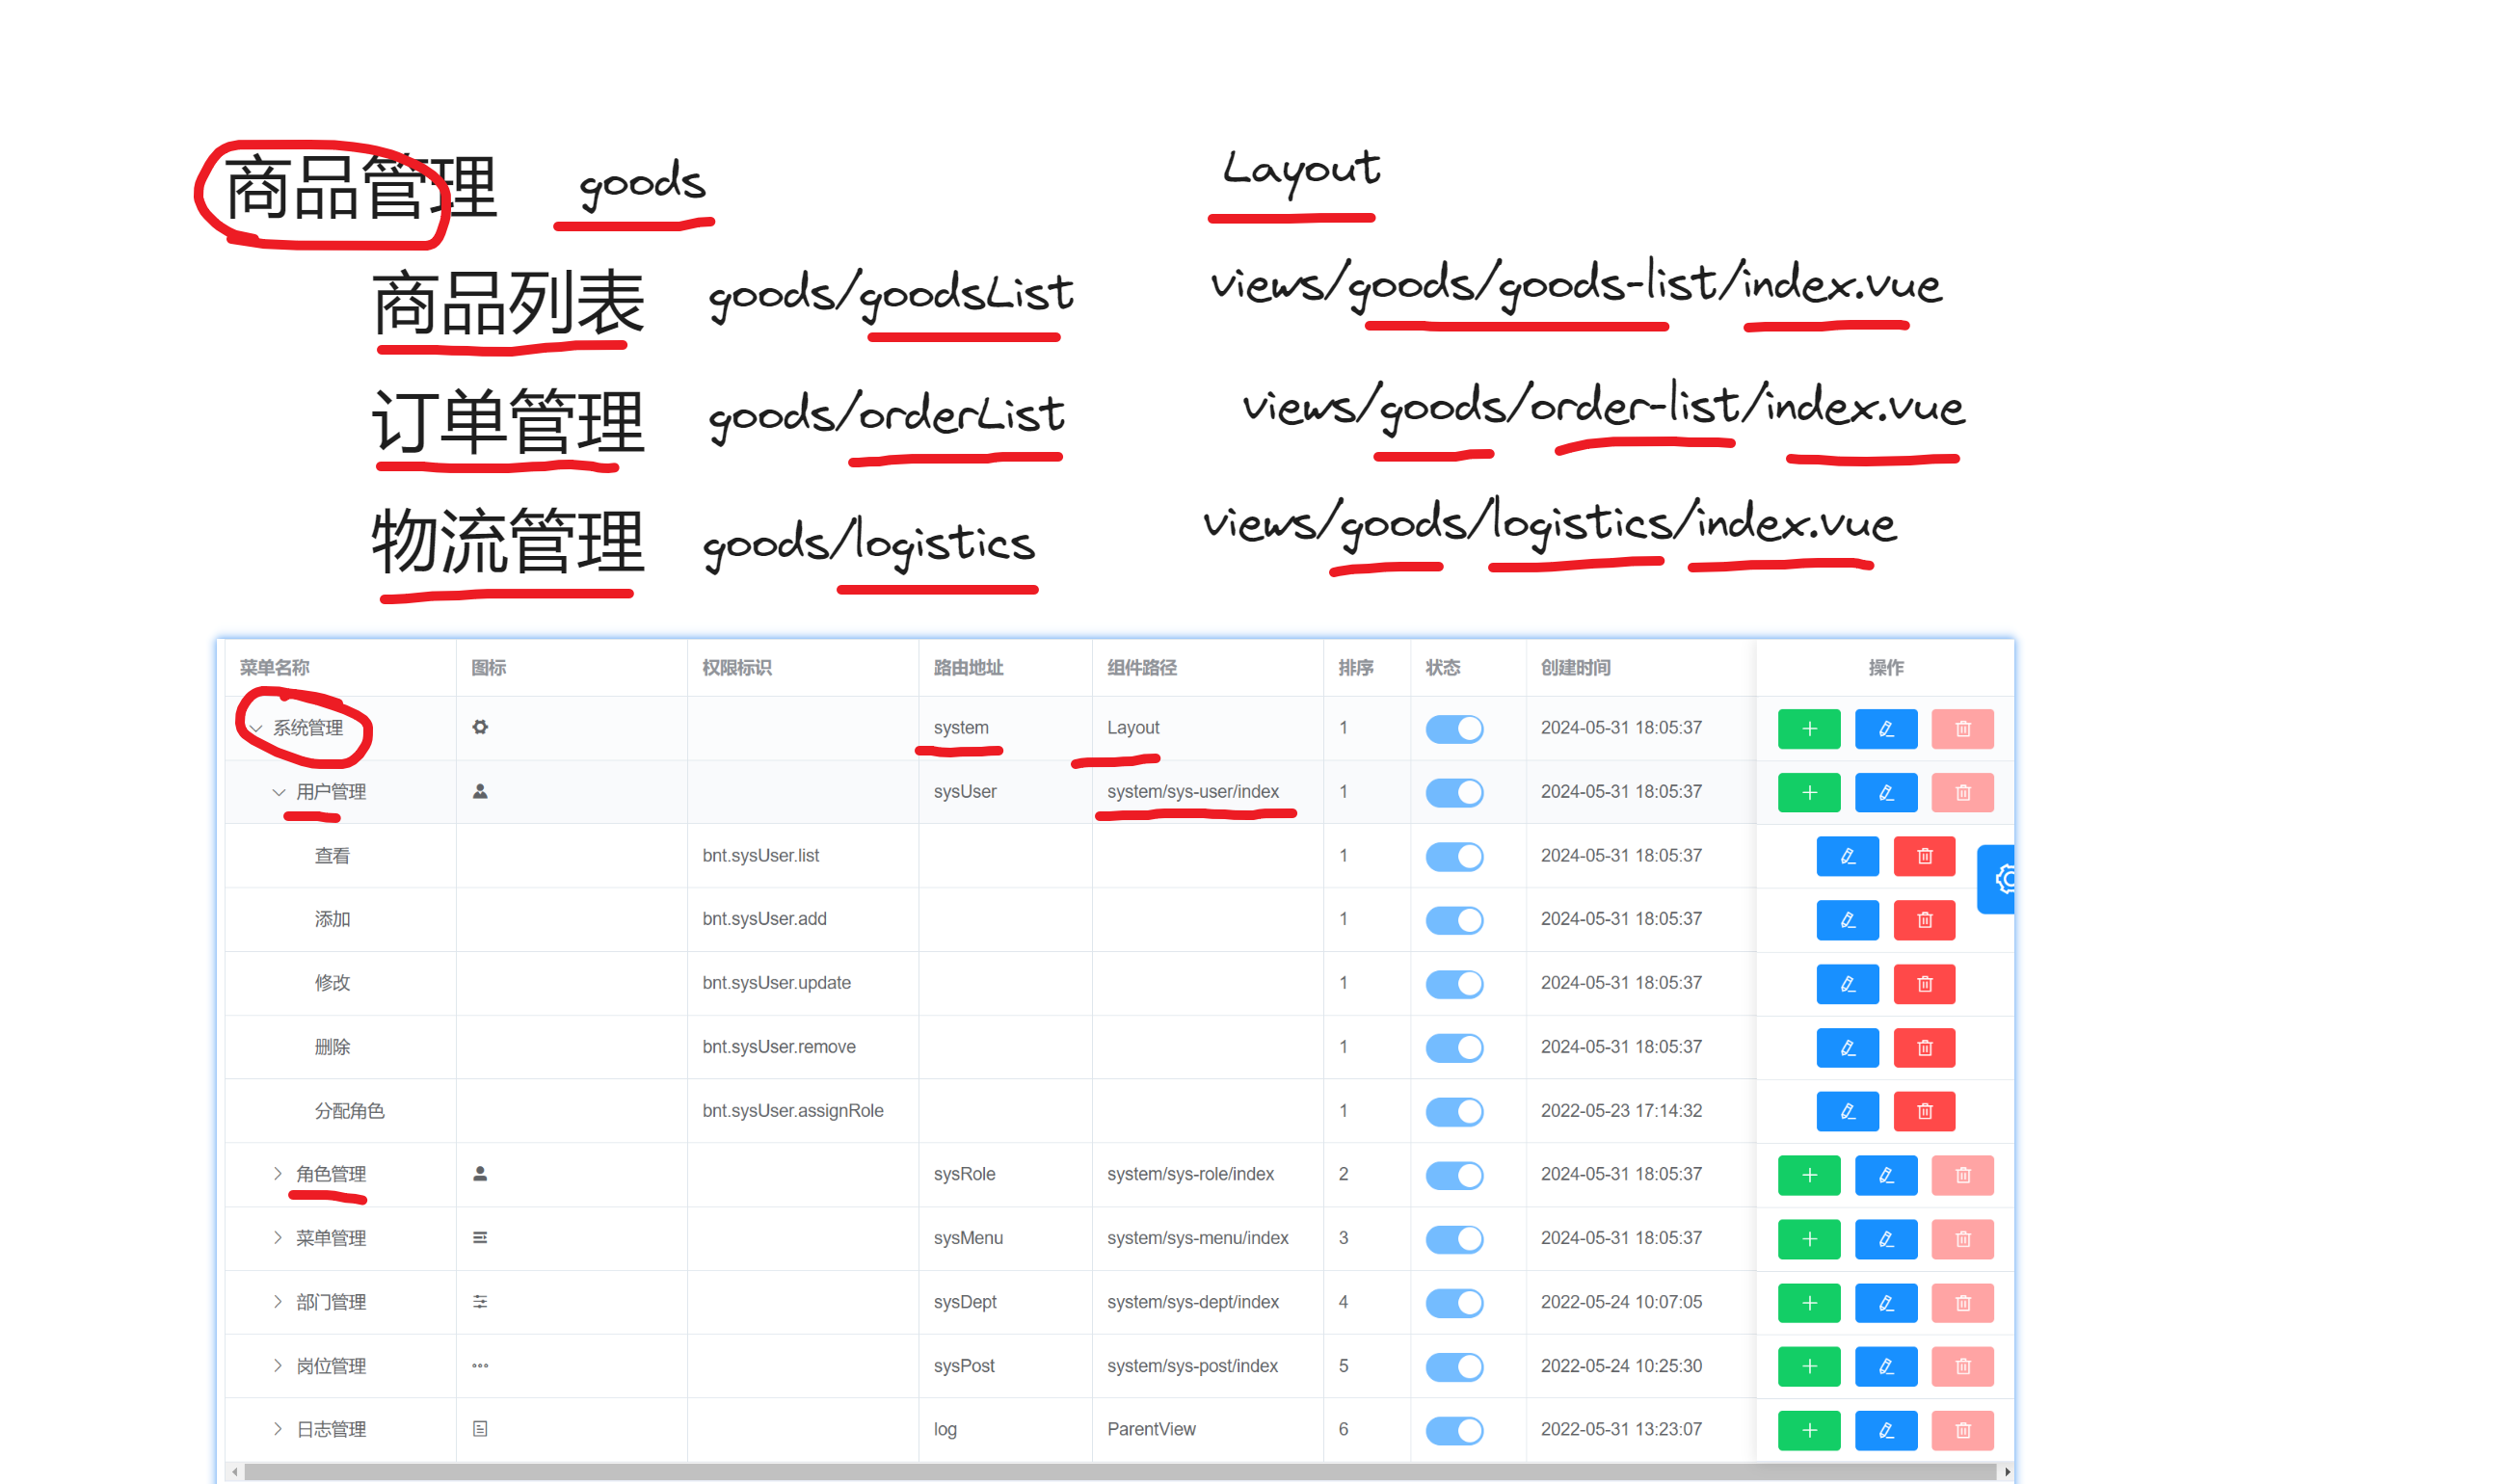 商品管理 goods Layout
商品列表 goods/goodsList views/goods/goods-list/index.vue
订单管理 goods/orderList views/goods/order-list/index.vue
物流管理 goods/logistics views/goods/logistics/index.vue
菜单名称 图标 权限标识 路由地址 组件路径 排序 状态 创建时间 操作
系统管理 system Layout 1 2024-05-31 18:05:37
用户管理 sysUser system/sys-user/index 1 2024-05-31 18:05:37
查看 bnt.sysUser.list 1 2024-05-31 18:05:37
添加 bnt.sysUser.add 1 2024-05-31 18:05:37
修改 bnt.sysUser.update 1 2024-05-31 18:05:37
删除 bnt.sysUser.remove 1 2024-05-31 18:05:37
分配角色 bnt.sysUser.assignRole 1 2022-05-23 17:14:32
角色管理 sysRole system/sys-role/index 2 2024-05-31 18:05:37
菜单管理 sysMenu system/sys-menu/index 3 2024-05-31 18:05:37
部门管理 sysDept system/sys-dept/index 4 2022-05-24 10:07:05
岗位管理 sysPost system/sys-post/index 5 2022-05-24 10:25:30
日志管理 log ParentView 6 2022-05-31 13:23:07